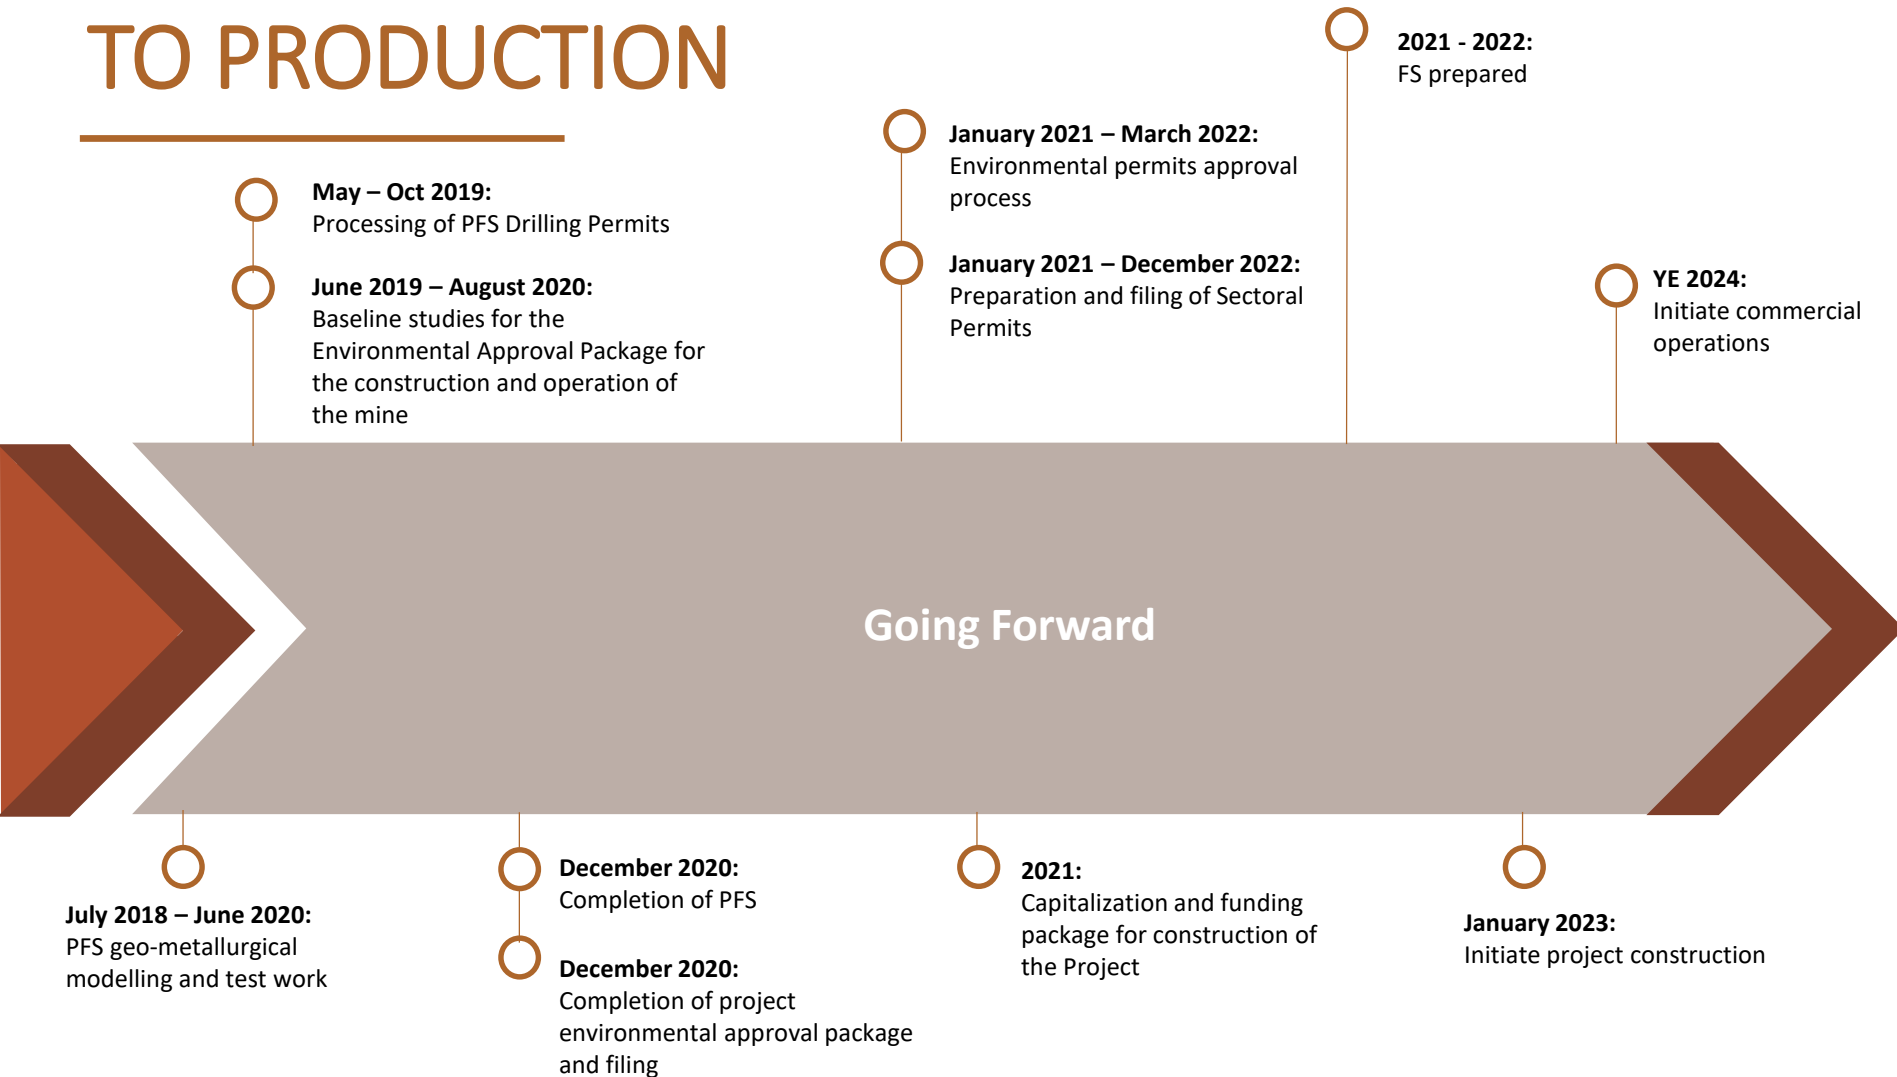 TO PRODUCTION
2021 - 2022:
FS prepared
January 2021 – March 2022:
Environmental permits approval
process
May – Oct 2019:
Processing of PFS Drilling Permits
January 2021 – December 2022:
Preparation and filing of Sectoral
Permits
June 2019 – August 2020:
Baseline studies for the
Environmental Approval Package for
the construction and operation of
the mine
YE 2024:
Initiate commercial
operations
Going Forward
July 2018 – June 2020:
PFS geo-metallurgical
modelling and test work
December 2020:
Completion of PFS
December 2020:
Completion of project
environmental approval package
and filing
2021:
Capitalization and funding
package for construction of
the Project
January 2023:
Initiate project construction